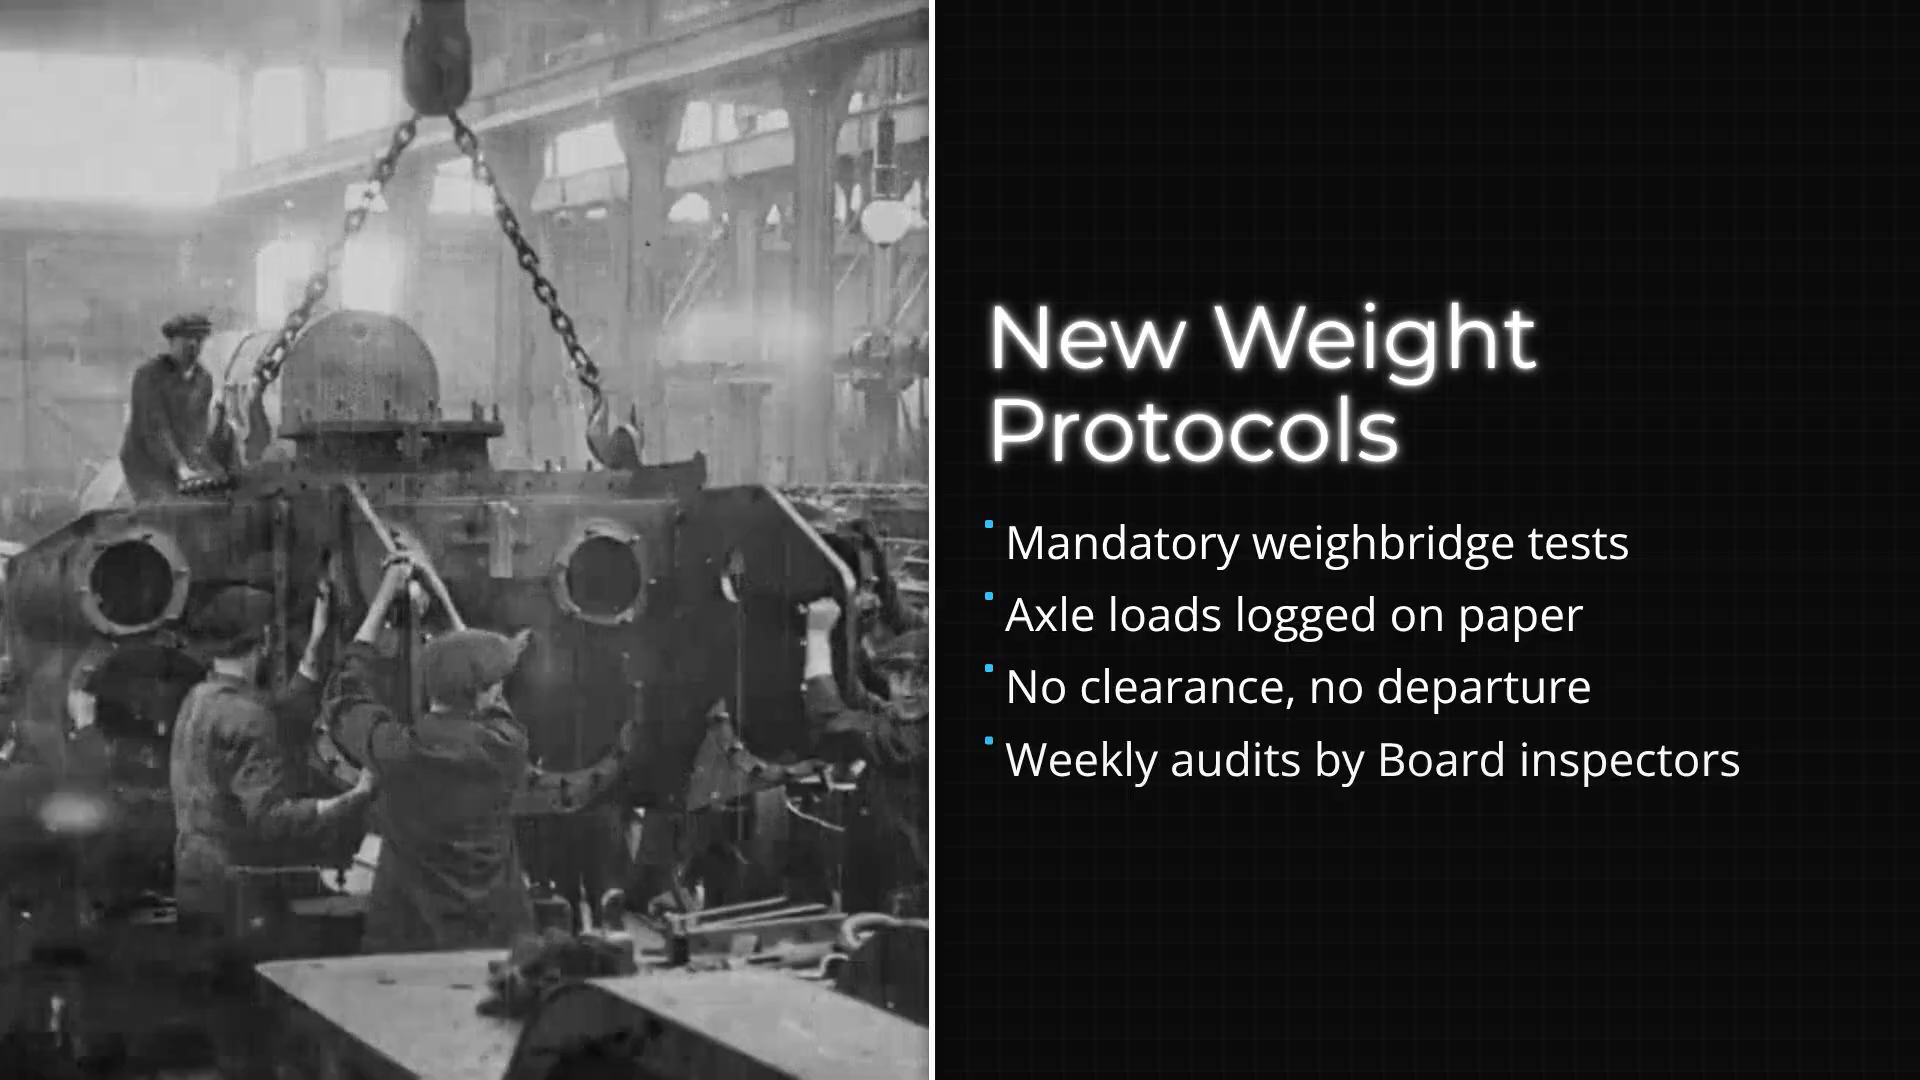 New Weight
Protocols
Mandatory weighbridge tests
Axle loads logged on paper
No clearance, no departure
Weekly audits by Board inspectors